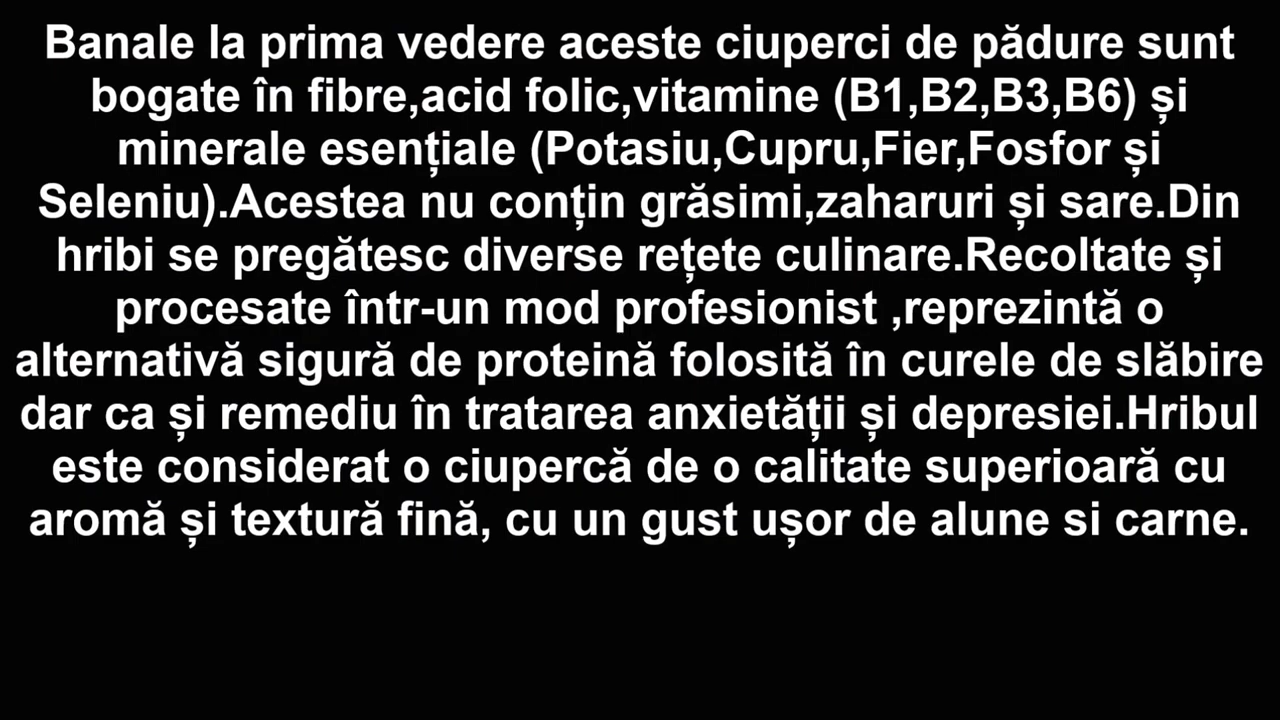 Banale la prima vedere aceste ciuperci de pădure sunt
bogate în fibre,acid folic,vitamine (B1,B2,B3,B6) și
minerale esențiale (Potasiu,Cupru,Fier,Fosfor și
Seleniu).Acestea nu conțin grăsimi,zaharuri și sare.Din
hribi se pregătesc diverse rețete culinare.Recoltate și
procesate într-un mod profesionist ,reprezintă o
alternativă sigură de proteină folosită în curele de slăbire
dar ca și remediu în tratarea anxietății și depresiei.Hribul
este considerat o ciupercă de o calitate superioară cu
aromă și textură fină, cu un gust ușor de alune si carne.